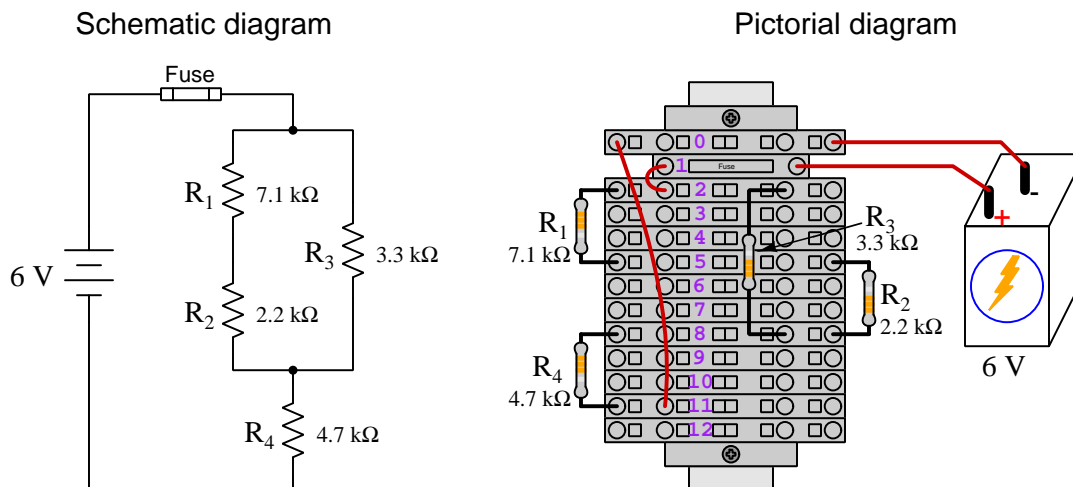 Schematic diagram
Fuse
R1
7.1 kΩ
R3
3.3 kΩ
6 V
R2
2.2 kΩ
R4
4.7 kΩ
Pictorial diagram
0
1
Fuse
2
3
4
5
6
7
8
9
10
11
12
R1
7.1 kΩ
R3
3.3 kΩ
R2
2.2 kΩ
R4
4.7 kΩ
-
+
6 V